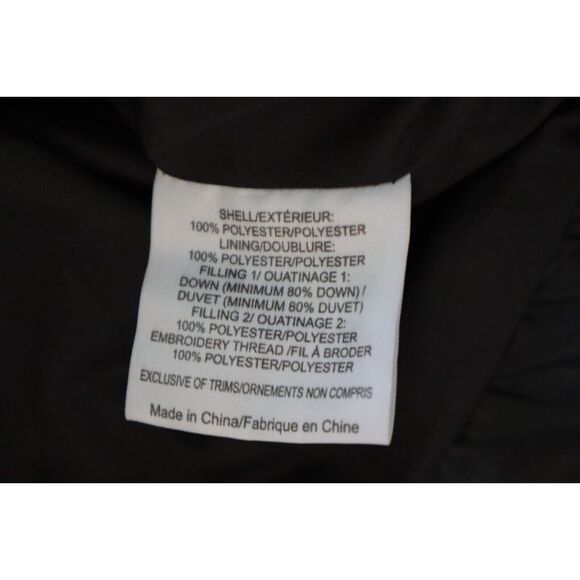 SHELL/EXTÉRIEUR:
100% POLYESTER/POLYESTER
LINING/DOUBLURE:
100% POLYESTER/POLYESTER
FILLING 1/ OUATINAGE 1:
DOWN (MINIMUM 80% DOWN) /
DUVET (MINIMUM 80% DUVET)
FILLING 2/ OUATINAGE 2:
100% POLYESTER/POLYESTER
EMBROIDERY THREAD /FIL À BRODER
100% POLYESTER/POLYESTER
EXCLUSIVE OF TRIMS/ORNEMENTS NON COMPRIS
Made in China/Fabrique en Chine